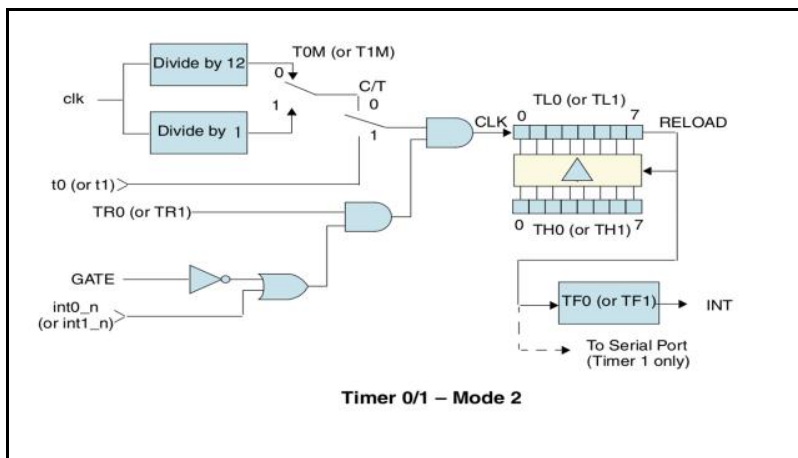 T0M (or T1M)
Divide by 12
0
C/T
0
clk
1
1
Divide by 1
TL0 (or TL1)
0
7
RELOAD
CLK
t0 (or t1)
TR0 (or TR1)
0
7
TH0 (or TH1)
GATE
int0_n
(or int1_n)
TF0 (or TF1)
INT
To Serial Port
(Timer 1 only)
Timer 0/1 – Mode 2